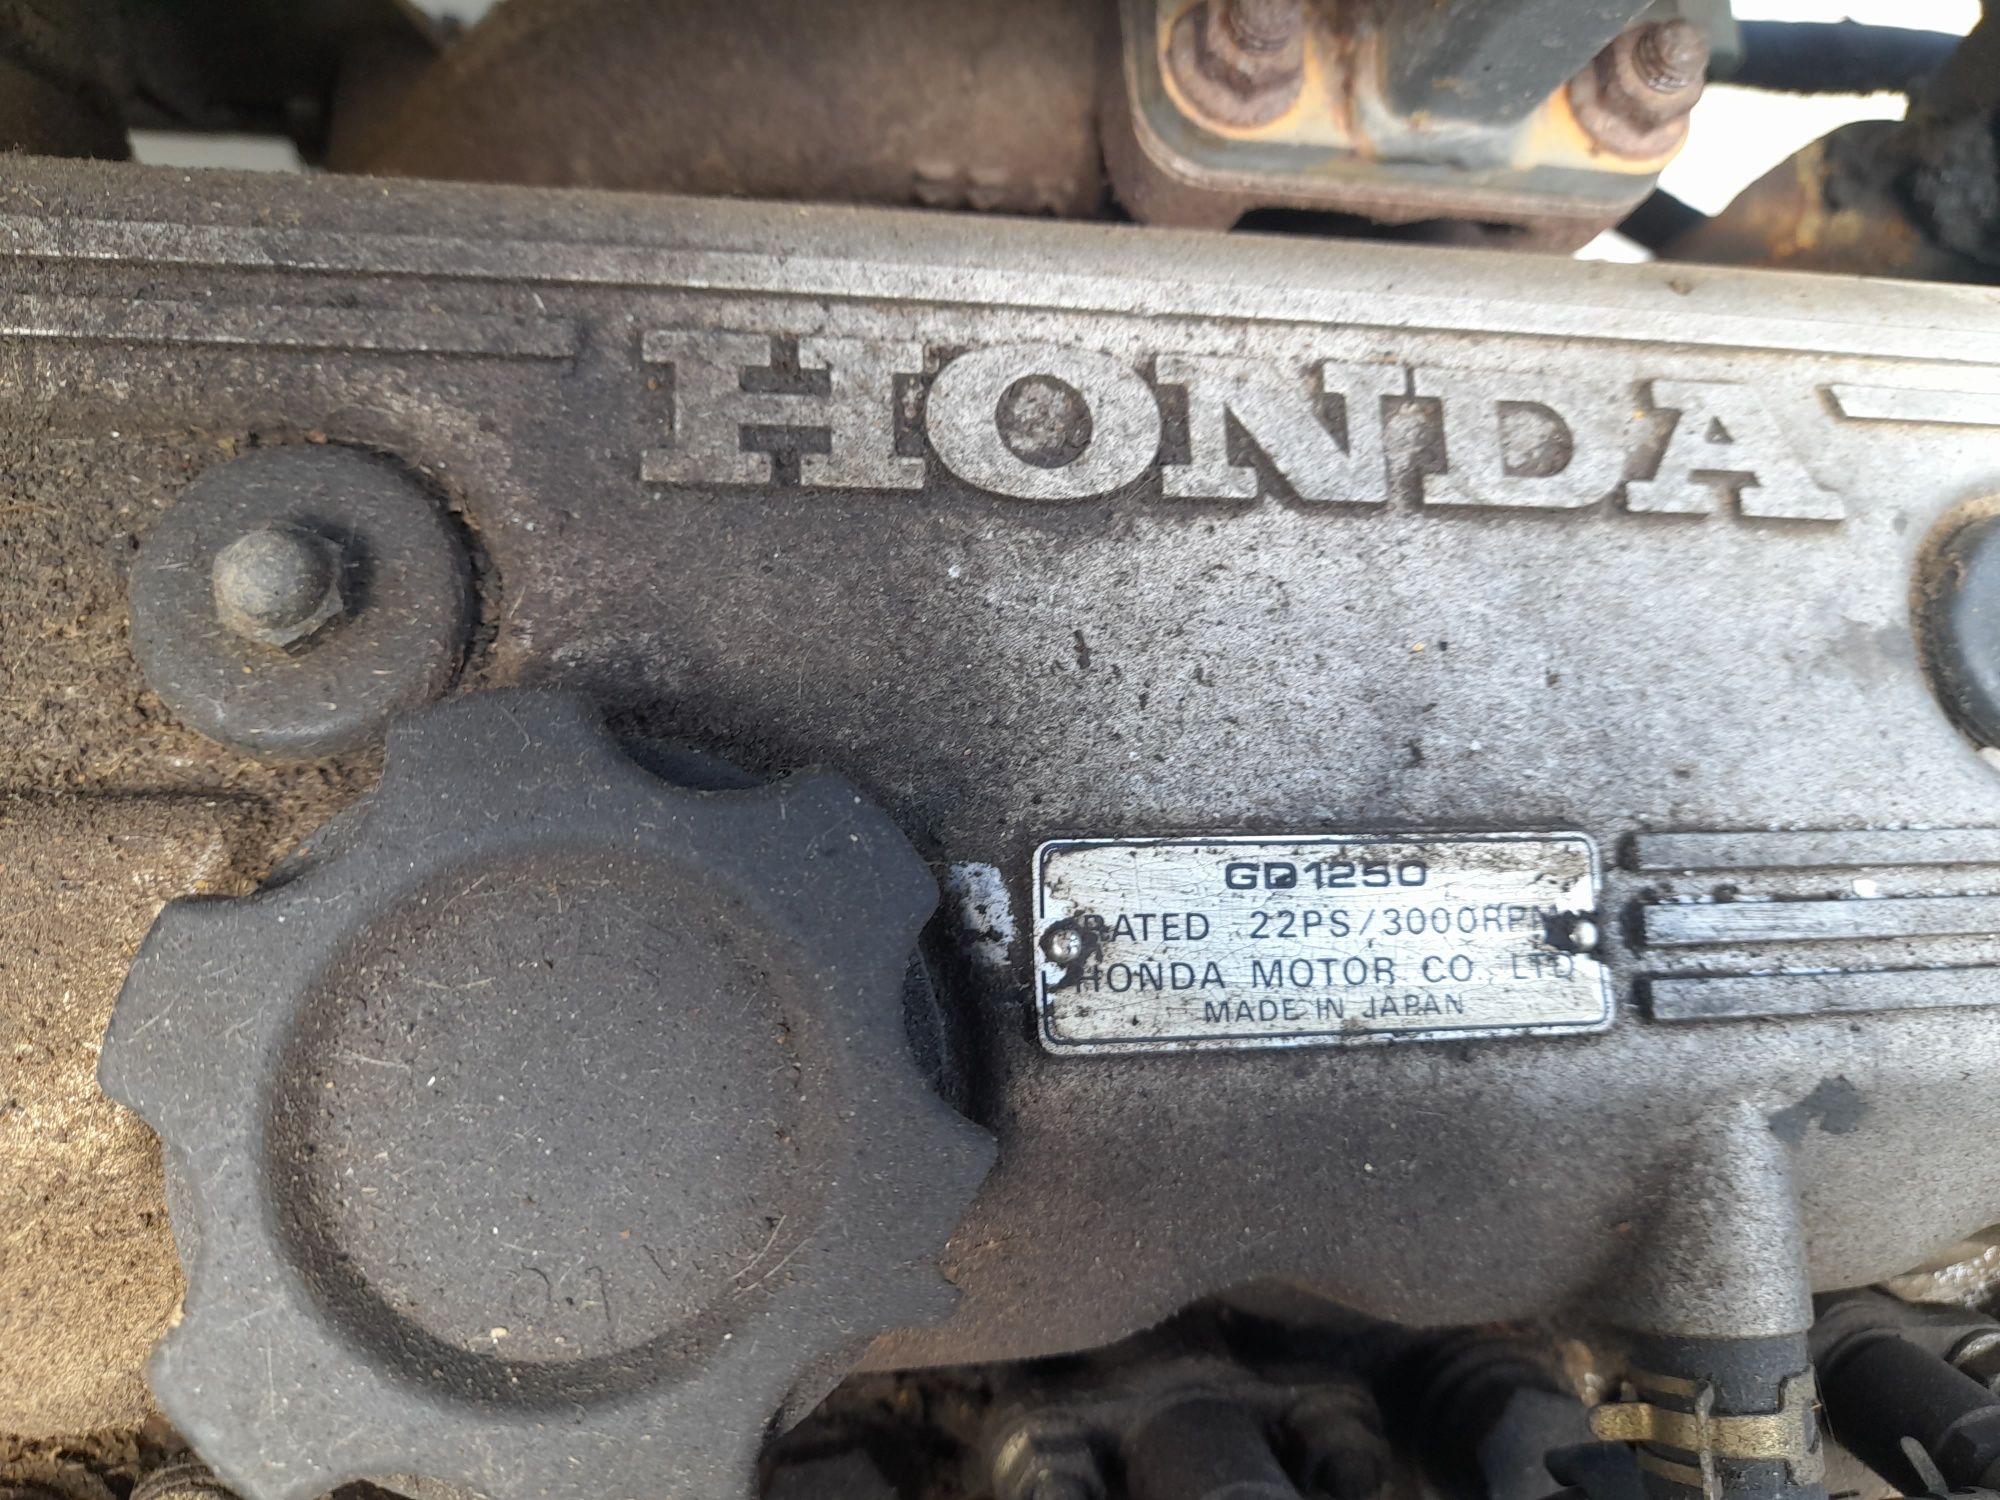 HONDA
GD1250
RATED 22PS/3000RPM
HONDA MOTOR CO. LTD
MADE IN JAPAN